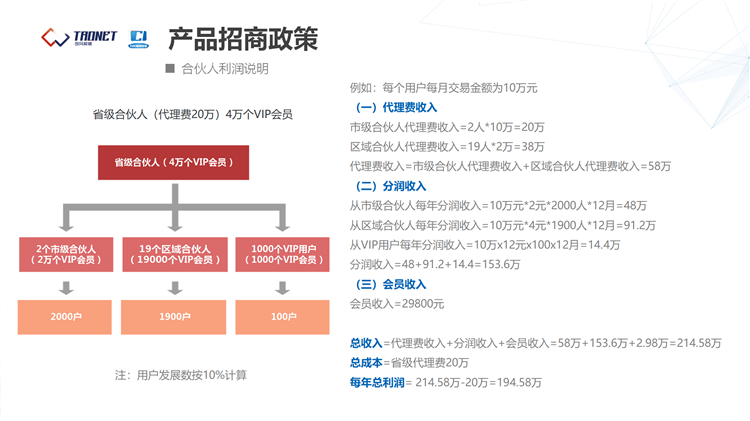 TAONET
CI
产品招商政策
■ 合伙人利润说明
省级合伙人（代理费20万）4万个VIP会员
省级合伙人（4万个VIP会员）
2个市级合伙人
（2万个VIP会员）
19个区域合伙人
（19000个VIP会员）
1000个VIP用户
（1000个VIP会员）
2000户
1900户
100户
注：用户发展数按10%计算
例如：每个用户每月交易金额为10万元
（一）代理费收入
市级合伙人代理费收入=2人*10万=20万
区域合伙人代理费收入=19人*2万=38万
代理费收入=市级合伙人代理费收入+区域合伙人代理费收入=58万
（二）分润收入
从市级合伙人每年分润收入=10万元*2元*2000人*12月=48万
从区域合伙人每年分润收入=10万元*4元*1900人*12月=91.2万
从VIP用户每年分润收入=10万x12元x100x12月=14.4万
分润收入=48+91.2+14.4=153.6万
（三）会员收入
会员收入=29800元
总收入=代理费收入+分润收入+会员收入=58万+153.6万+2.98万=214.58万
总成本=省级代理费20万
每年总利润= 214.58万-20万=194.58万